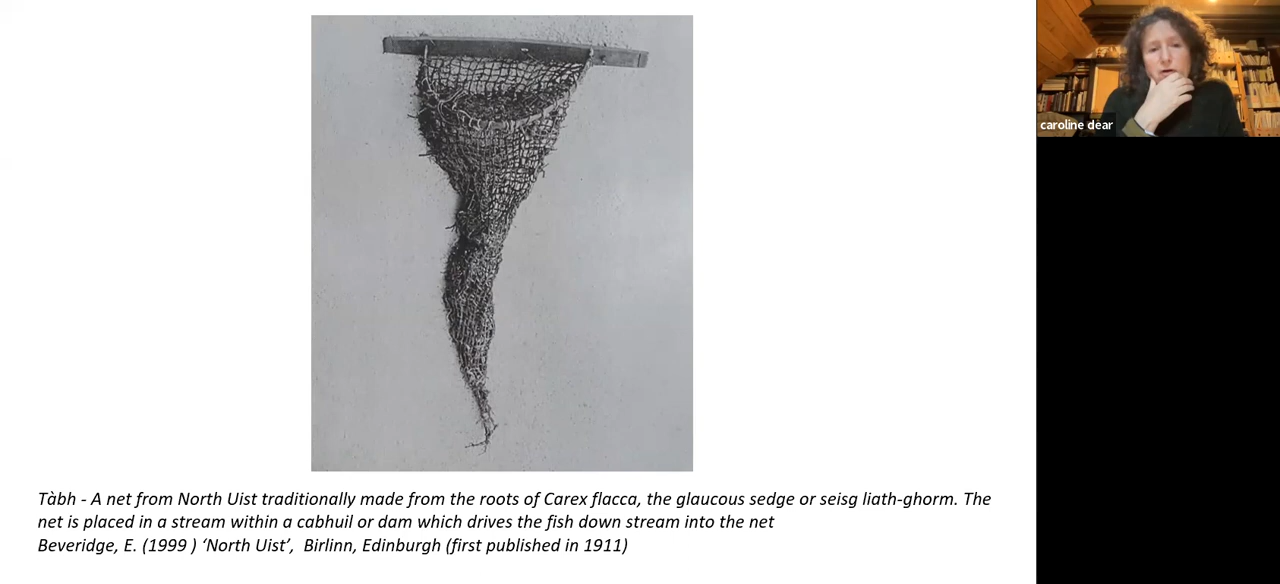 caroline dear
Tàbh - A net from North Uist traditionally made from the roots of Carex flacca, the glaucous sedge or seisg liath-ghorm. The
net is placed in a stream within a cabhuil or dam which drives the fish down stream into the net
Beveridge, E. (1999 ) ‘North Uist’,  Birlinn, Edinburgh (first published in 1911)